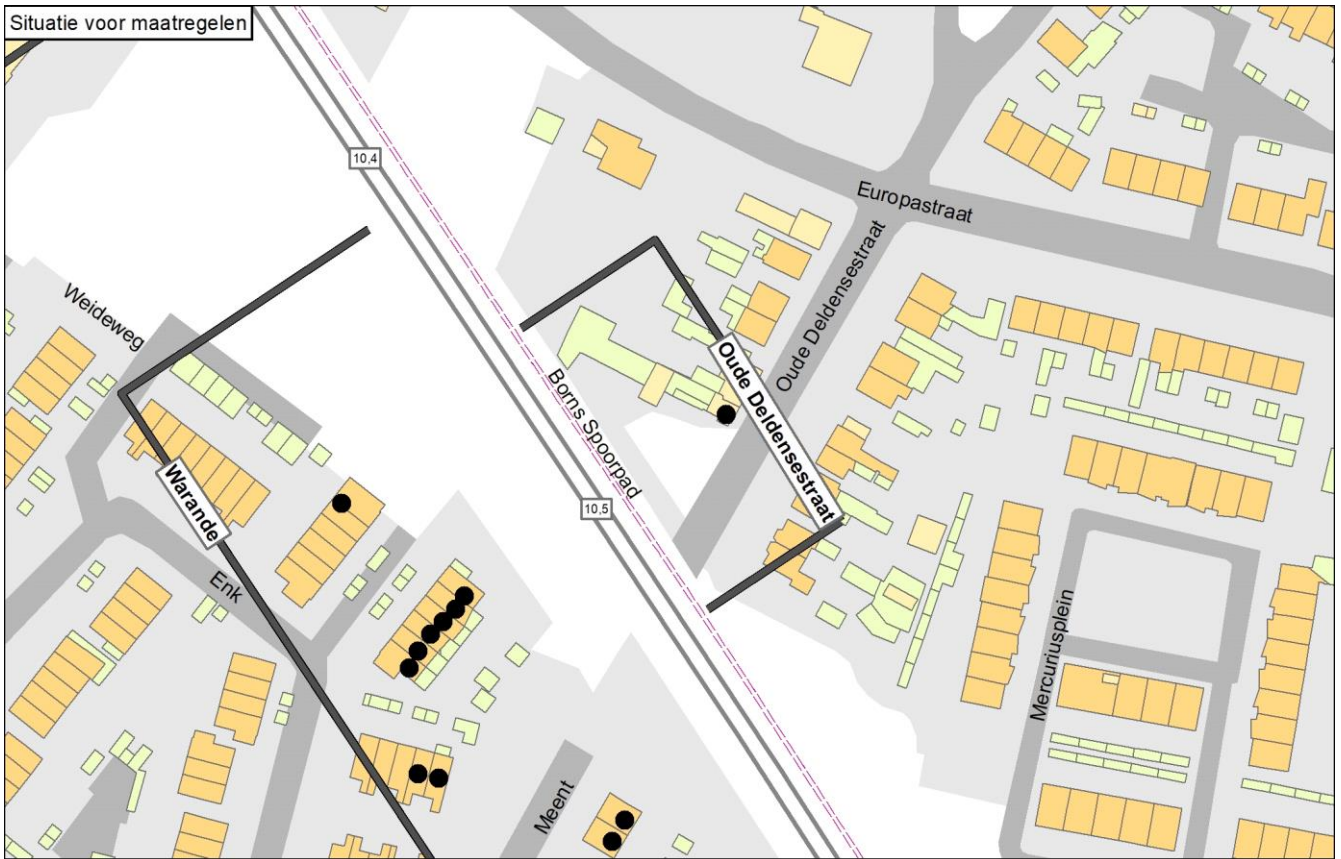 Situatie voor maatregelen
10,4
Europastraat
Oude Deldensestraat
Weideweg
Oude Deldensestraat
Borns Spoorpad
Warande
10,5
Enk
Mercuriusplein
Meent